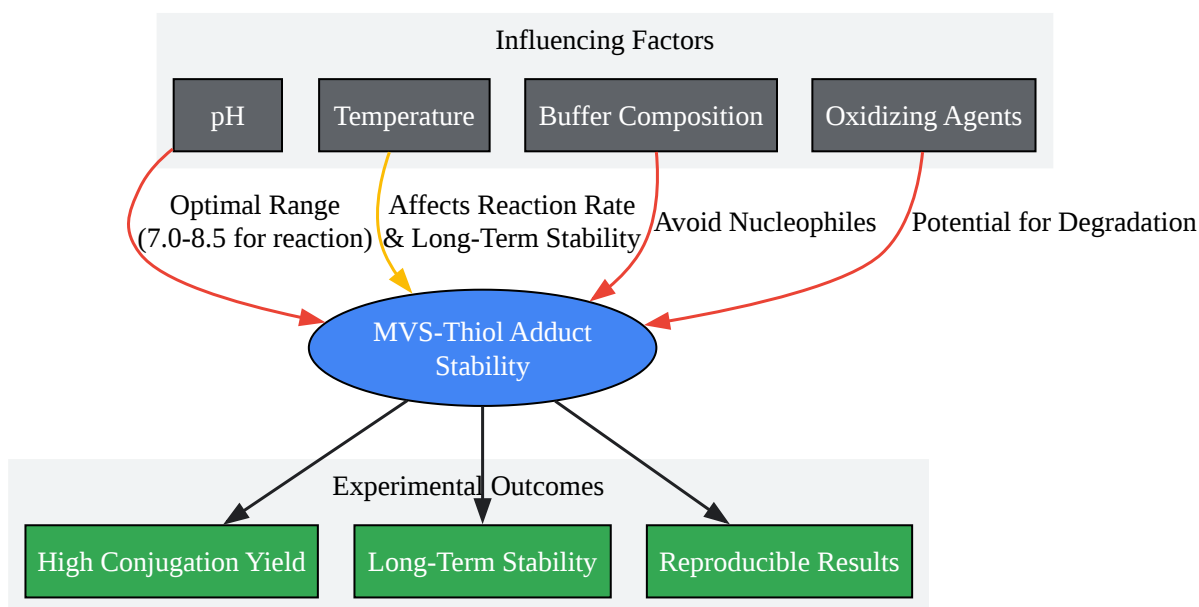 Influencing Factors
pH
Temperature
Buffer Composition
Oxidizing Agents
Optimal Range
(7.0-8.5 for reaction)
Affects Reaction Rate
& Long-Term Stability
Avoid Nucleophiles
Potential for Degradation
MVS-Thiol Adduct
Stability
Experimental Outcomes
High Conjugation Yield
Long-Term Stability
Reproducible Results